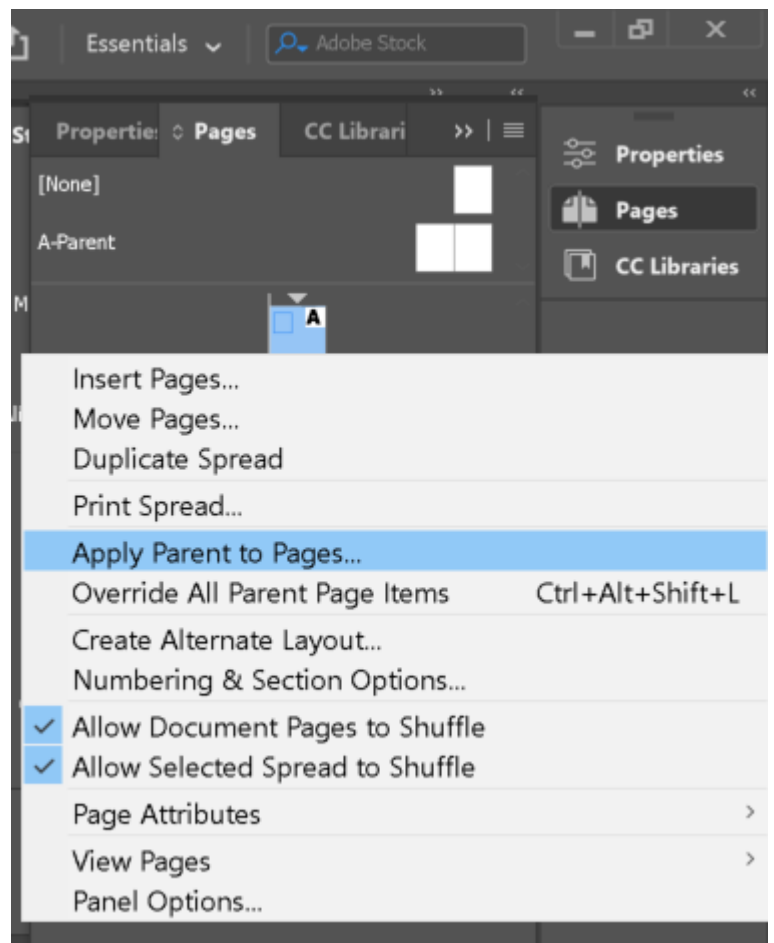 Essentials
Adobe Stock
St
Propertie:
Pages
CC Librari
[None]
A-Parent
A
Properties
Pages
CC Libraries
M
Insert Pages...
Move Pages...
Duplicate Spread
Print Spread...
Apply Parent to Pages...
Override All Parent Page Items Ctrl+Alt+Shift+L
Create Alternate Layout...
Numbering & Section Options...
Allow Document Pages to Shuffle
Allow Selected Spread to Shuffle
Page Attributes
View Pages
Panel Options...